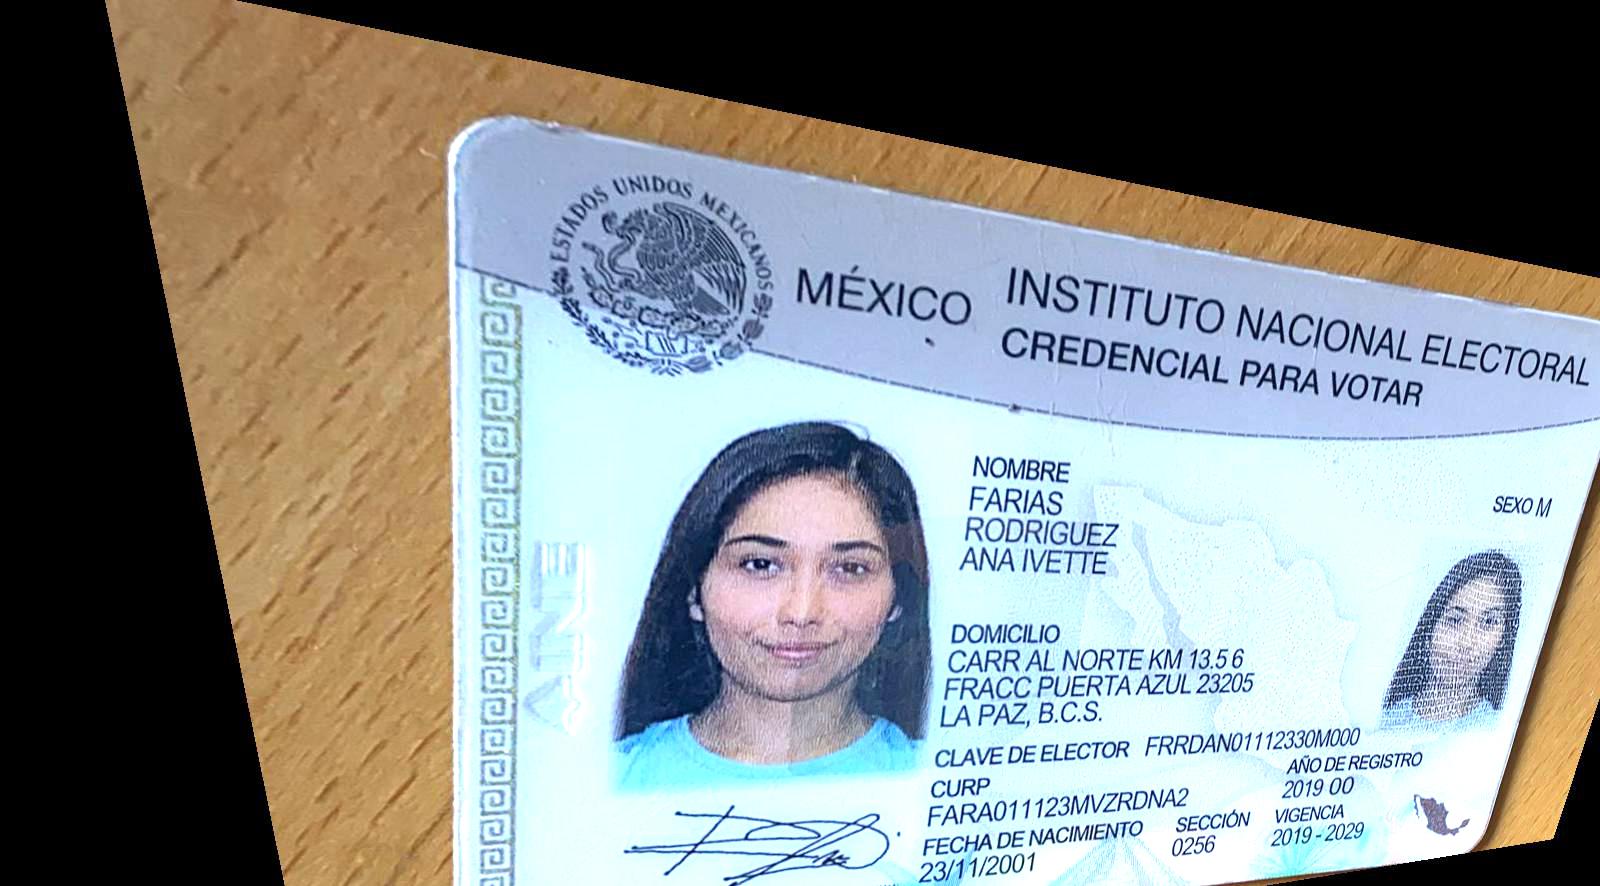 ESTADOS UNIDOS MEXICANOS
MÉXICO
INSTITUTO NACIONAL ELECTORAL
CREDENCIAL PARA VOTAR
NOMBRE
FARIAS
RODRIGUEZ
ANA IVETTE
SEXO M
DOMICILIO
CARR AL NORTE KM 13.5 6
FRACC PUERTA AZUL 23205
LA PAZ, B.C.S.
CLAVE DE ELECTOR FRRDAN01112330M000
CURP
FARA011123MVZRDNA2
AÑO DE REGISTRO
2019 00
FECHA DE NACIMIENTO
23/11/2001
SECCIÓN
0256
VIGENCIA
2019 - 2029